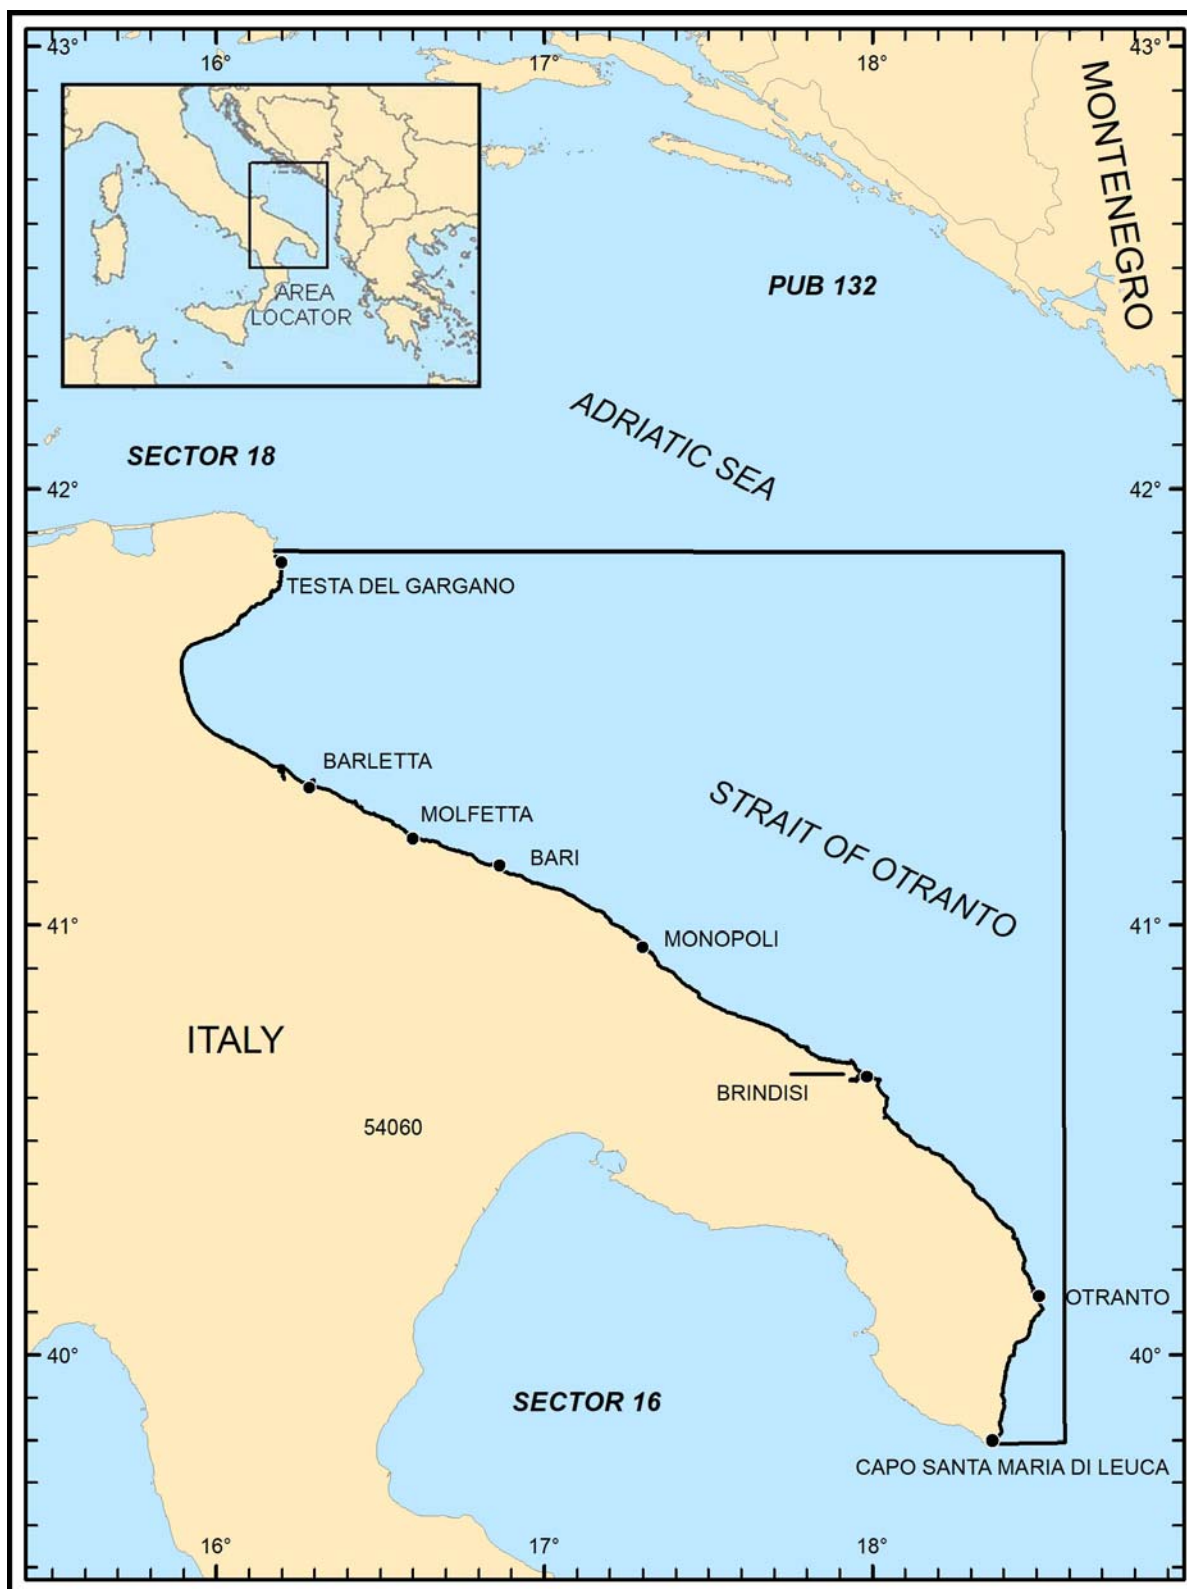 43°
16°
17°
18°
43°
MONTENEGRO
AREA
LOCATOR
PUB 132
ADRIATIC SEA
SECTOR 18
42°
42°
TESTA DEL GARGANO
BARLETTA
MOLFETTA
BARI
STRAIT OF OTRANTO
41°
41°
MONOPOLI
ITALY
BRINDISI
54060
OTRANTO
40°
40°
SECTOR 16
CAPO SANTA MARIA DI LEUCA
16°
17°
18°